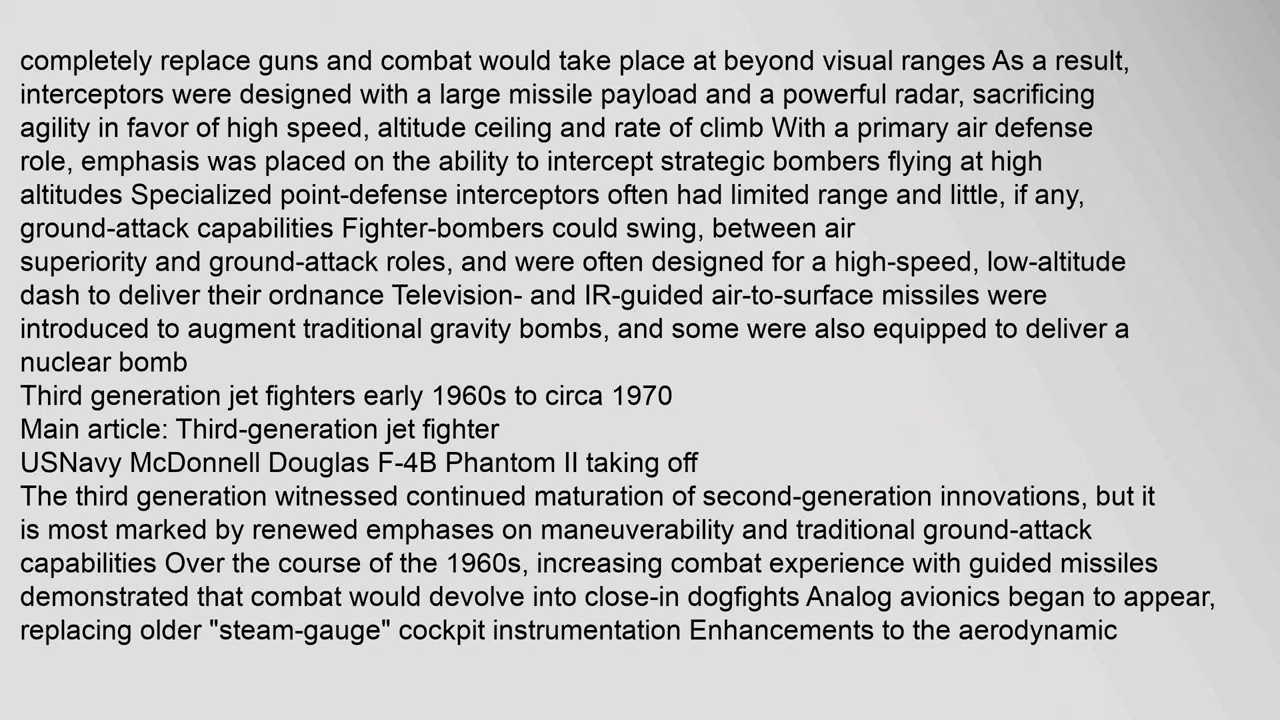 completely replace guns and combat would take place at beyond visual ranges As a result,
interceptors were designed with a large missile payload and a powerful radar, sacrificing
agility in favor of high speed, altitude ceiling and rate of climb With a primary air defense
role, emphasis was placed on the ability to intercept strategic bombers flying at high
altitudes Specialized point-defense interceptors often had limited range and little, if any,
ground-attack capabilities Fighter-bombers could swing, between air
superiority and ground-attack roles, and were often designed for a high-speed, low-altitude
dash to deliver their ordnance Television- and IR-guided air-to-surface missiles were
introduced to augment traditional gravity bombs, and some were also equipped to deliver a
nuclear bomb
Third generation jet fighters early 1960s to circa 1970
Main article: Third-generation jet fighter
USNavy McDonnell Douglas F-4B Phantom II taking off
The third generation witnessed continued maturation of second-generation innovations, but it
is most marked by renewed emphases on maneuverability and traditional ground-attack
capabilities Over the course of the 1960s, increasing combat experience with guided missiles
demonstrated that combat would devolve into close-in dogfights Analog avionics began to appear,
replacing older "steam-gauge" cockpit instrumentation Enhancements to the aerodynamic